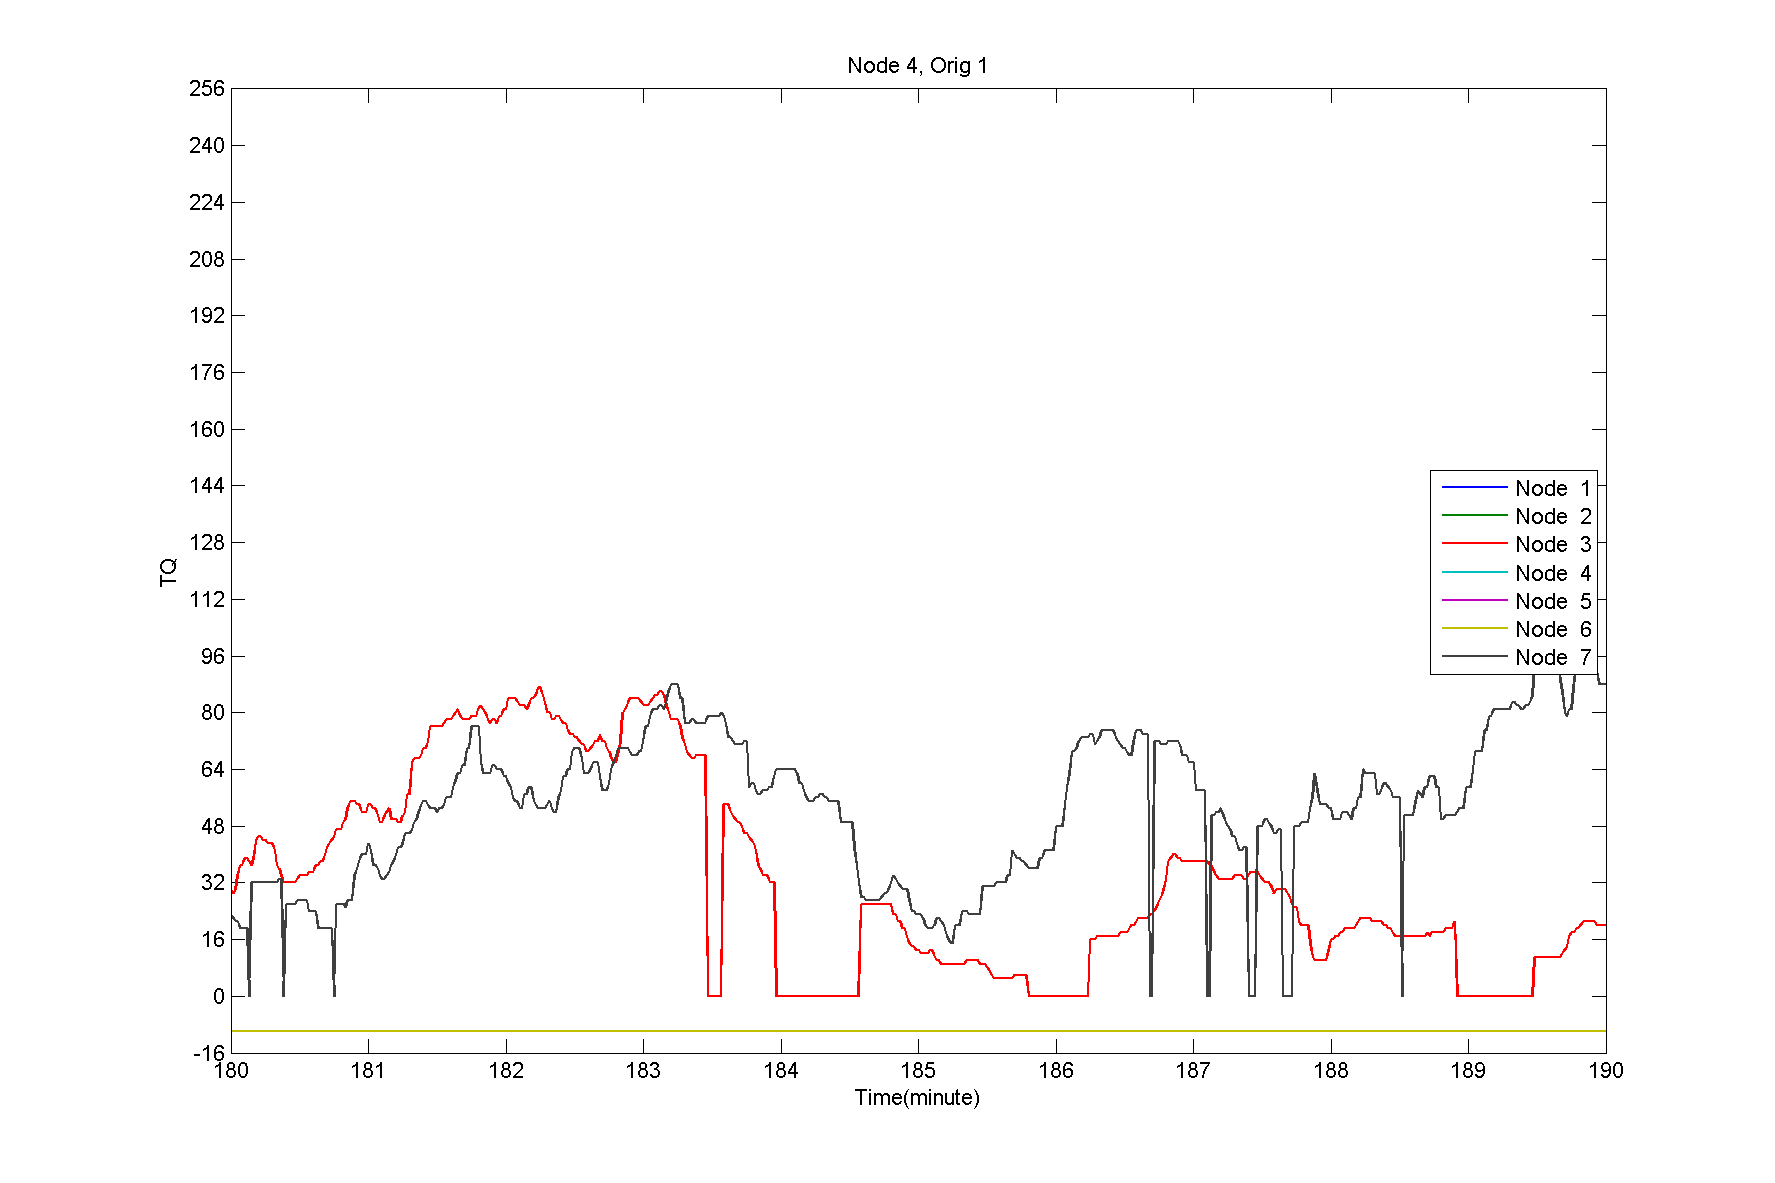 Node 4, Orig 1
256
240
224
208
192
176
160
144
128
112
96
80
64
48
32
16
0
-16
TQ
Node 1
Node 2
Node 3
Node 4
Node 5
Node 6
Node 7
180 181 182 183 184 185 186 187 188 189 190
Time(minute)